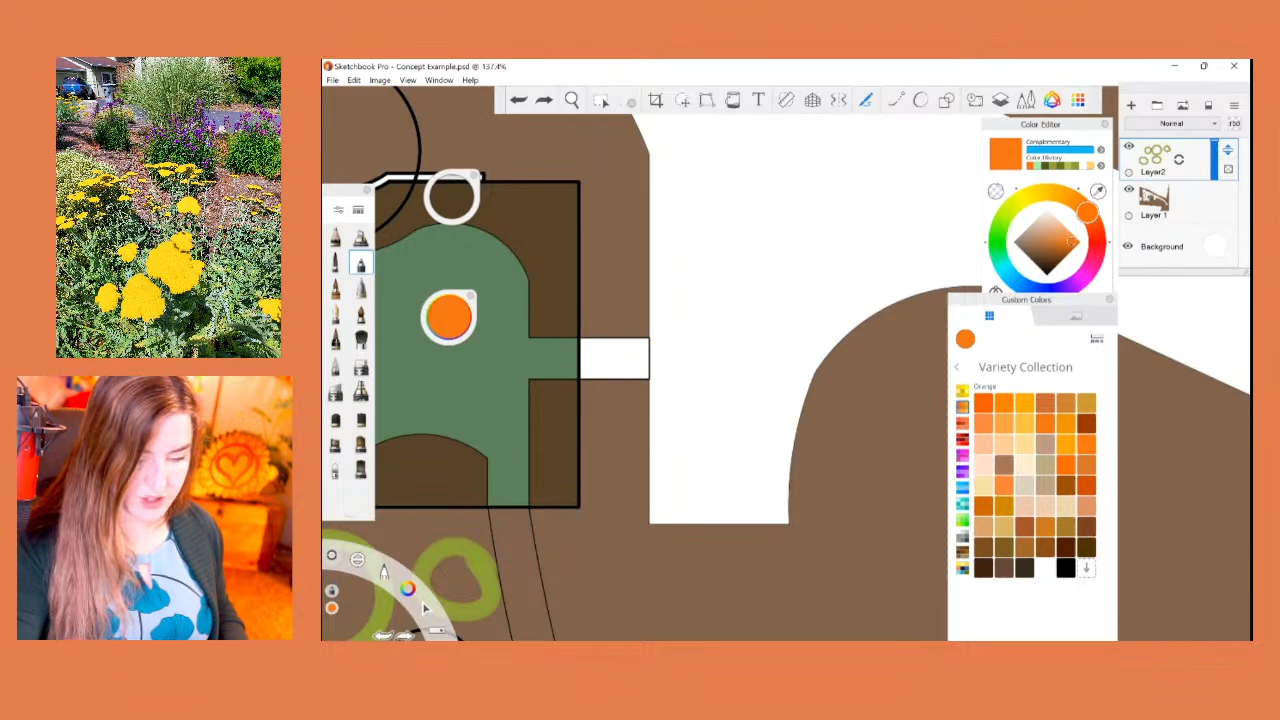 Sketchbook Pro - Concept Example.psd @ 137.4%
File Edit Image View Window Help
T
Color Editor
Complementary
Color History
Normal
Layer2
Layer 1
Background
Custom Colors
Variety Collection
Orange